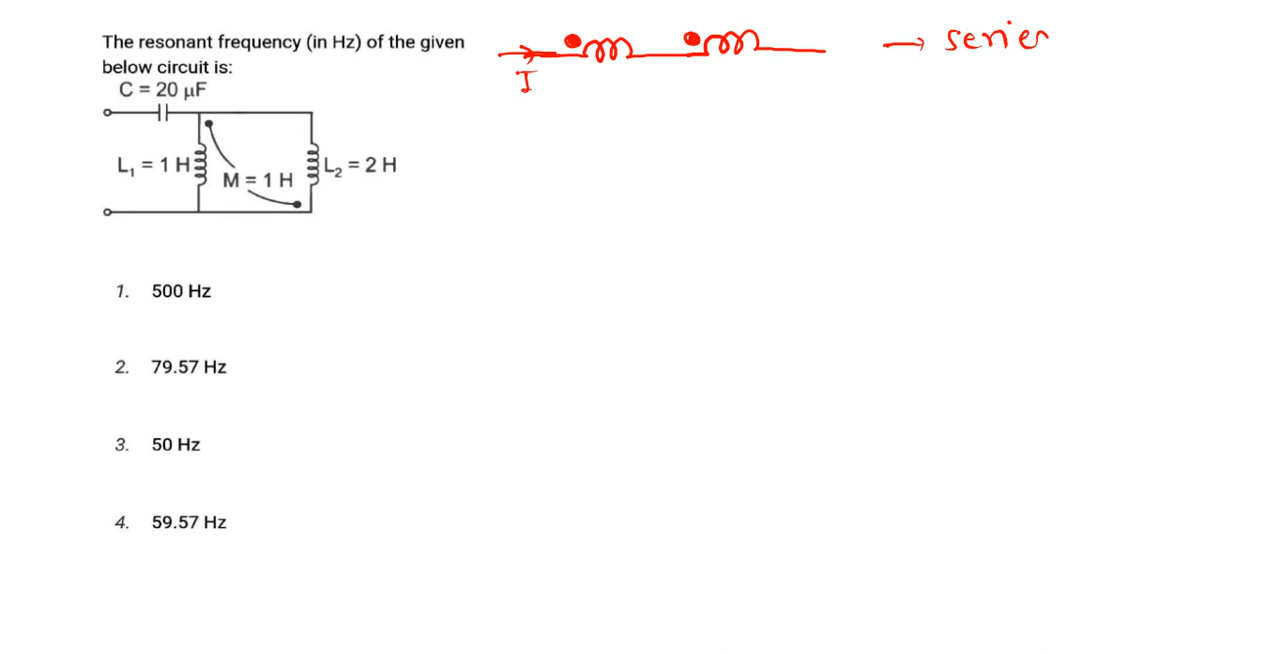 The resonant frequency (in Hz) of the given
below circuit is:
C = 20 μF
L₁ = 1 H
M = 1 H
L₂ = 2 H
1. 500 Hz
2. 79.57 Hz
3. 50 Hz
4. 59.57 Hz
I
→ series